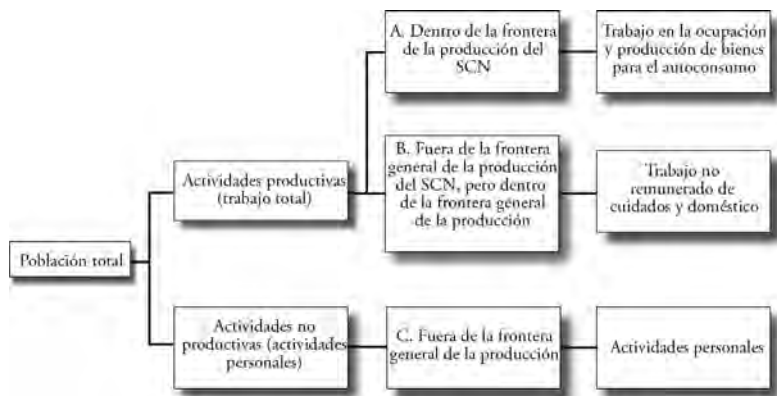 A. Dentro de la frontera
de la producción del
SCN
Trabajo en la ocupación
y producción de bienes
para el autoconsumo
Actividades productivas
(trabajo total)
B. Fuera de la frontera
general de la producción
del SCN, pero dentro
de la frontera general
de la producción
Trabajo no
remunerado de
cuidados y doméstico
Población total
Actividades no
productivas (actividades
personales)
C. Fuera de la frontera
general de la producción
Actividades personales